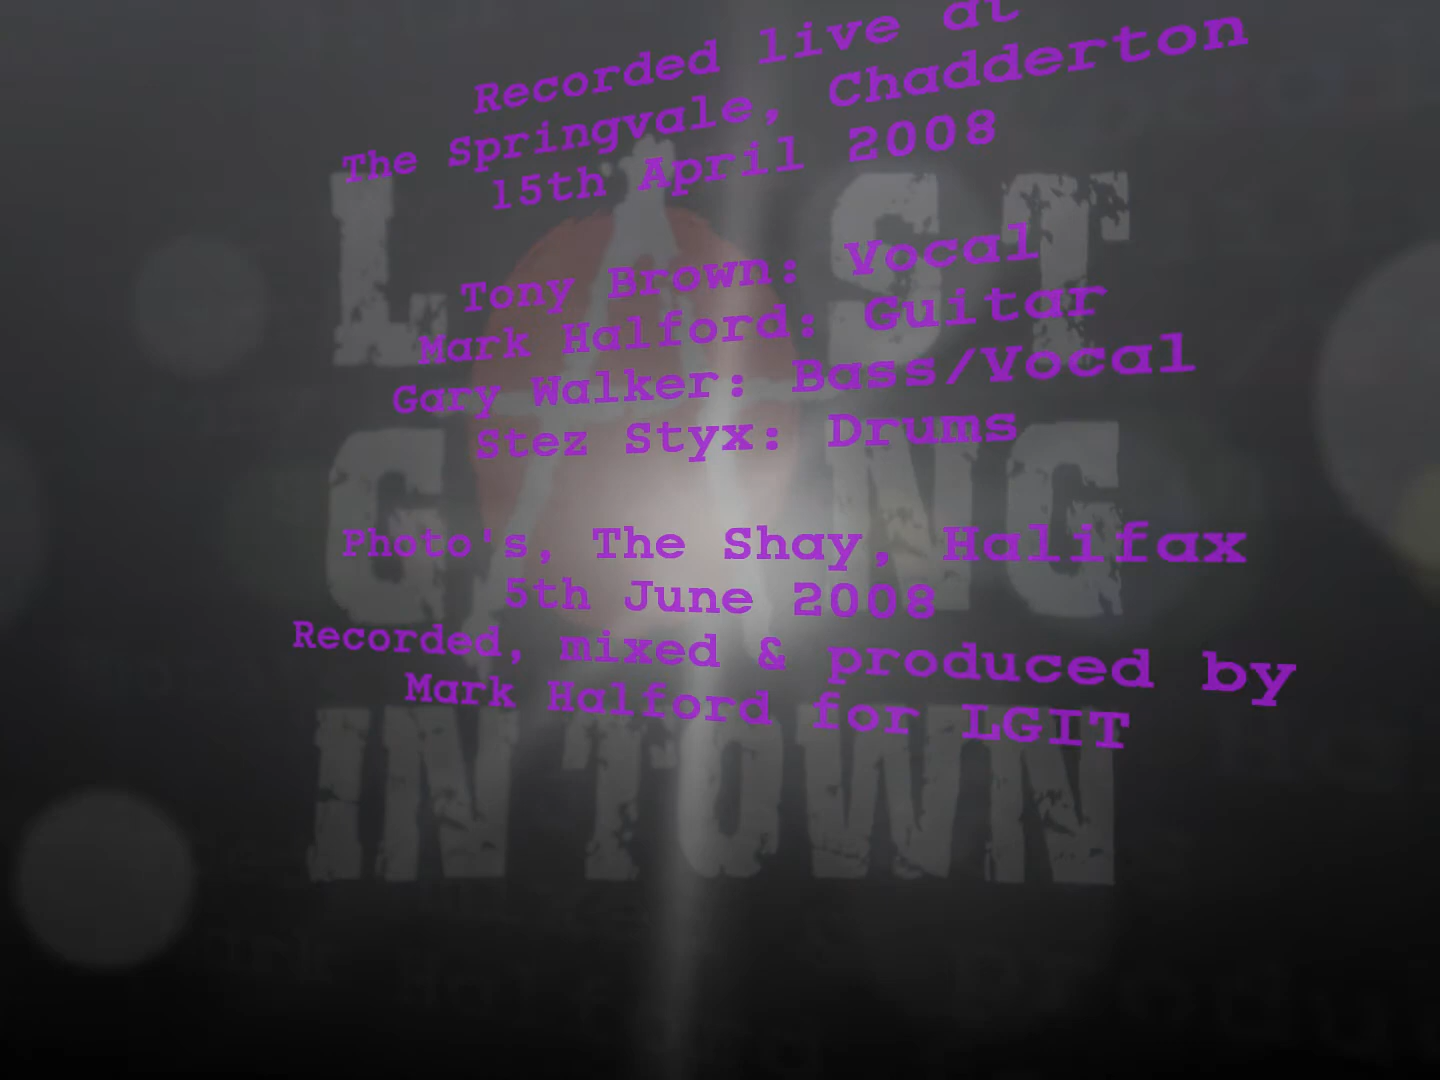 Recorded live at
The Springvale, Chadderton
15th April 2008
Tony Brown: Vocal
Mark Halford: Guitar
Gary Walker: Bass/Vocal
Stez Styx: Drums
Photo's, The Shay, Halifax
5th June 2008
Recorded, mixed & produced by
Mark Halford for LGIT
LAST
GANG
IN TOWN